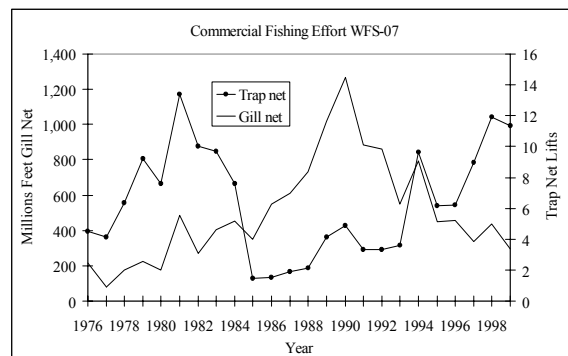 Commercial Fishing Effort WFS-07
Millions Feet Gill Net
1,400
1,200
1,000
800
600
400
200
0
Trap net
Gill net
16
14
12
10
8
6
4
2
0
Trap Net Lifts
1976 1978 1980 1982 1984 1986 1988 1990 1992 1994 1996 1998
Year